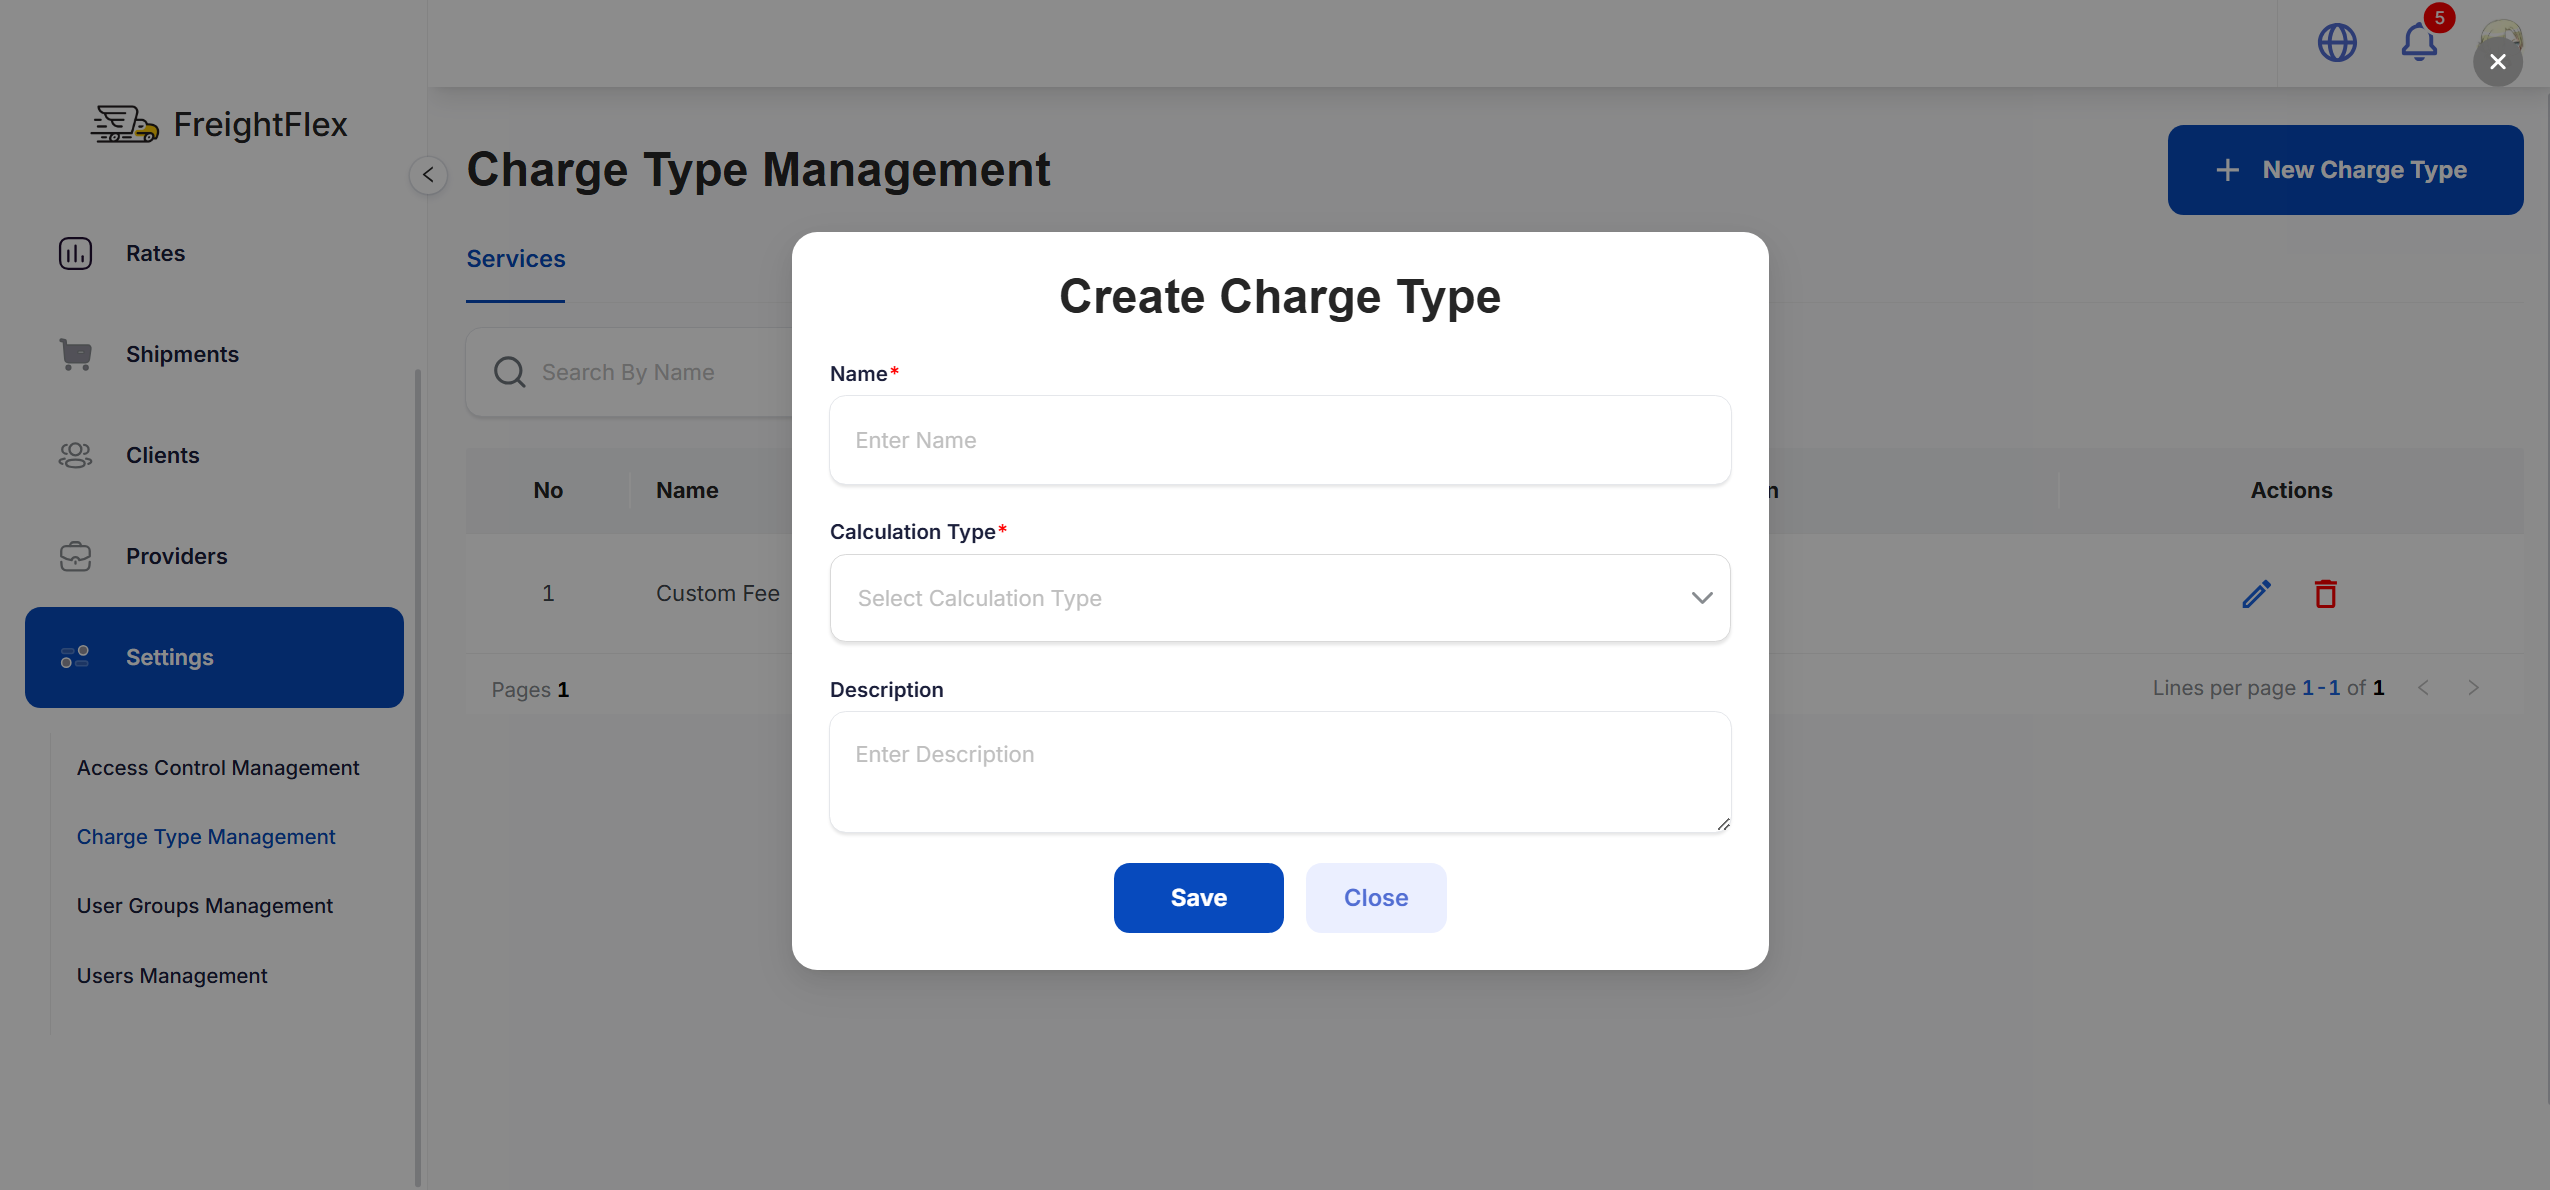 5
FreightFlex
Charge Type Management
New Charge Type
Rates
Services
Create Charge Type
Shipments
Search By Name
Name*
Enter Name
Clients
No
Name
n
Actions
Calculation Type*
Providers
1
Custom Fee
Select Calculation Type
Settings
Pages 1
Description
Lines per page 1-1 of 1
Enter Description
Access Control Management
Charge Type Management
User Groups Management
Save
Close
Users Management